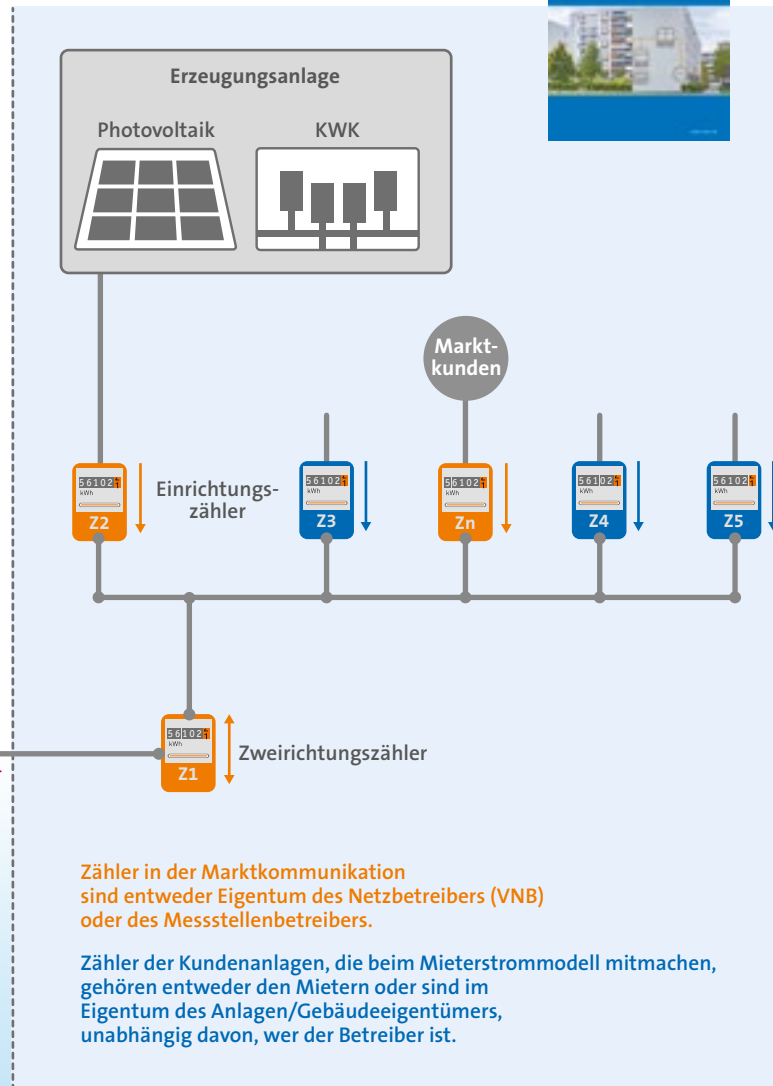 Erzeugungsanlage
Photovoltaik
KWK
Markt-
kunden
56102
kWh
Z2
Einrichtungs-
zähler
56102
kWh
Z3
56102
kWh
Zn
56102
kWh
Z4
56102
kWh
Z5
56102
kWh
Z1
Zweirichtungszähler
Zähler in der Marktkommunikation
sind entweder Eigentum des Netzbetreibers (VNB)
oder des Messstellenbetreibers.
Zähler der Kundenanlagen, die beim Mieterstrommodell mitmachen,
gehören entweder den Mietern oder sind im
Eigentum des Anlagen/Gebäudeeigentümers,
unabhängig davon, wer der Betreiber ist.